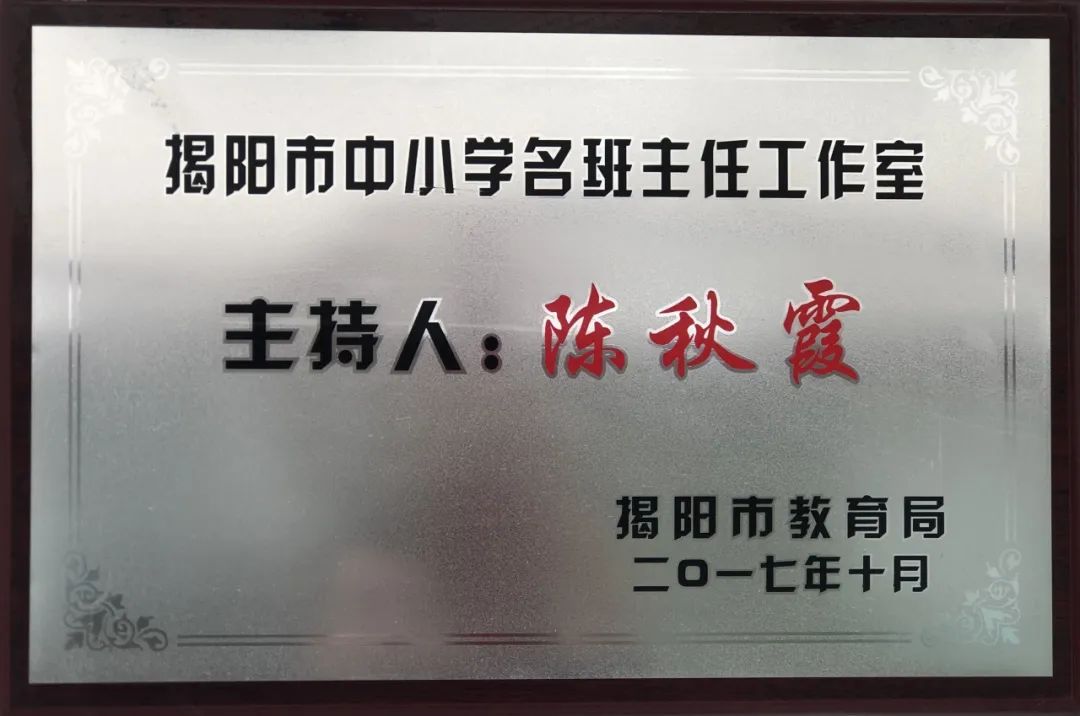 揭阳市中小学名班主任工作室
主持人：陈秋霞
揭阳市教育局
二〇一七年十月